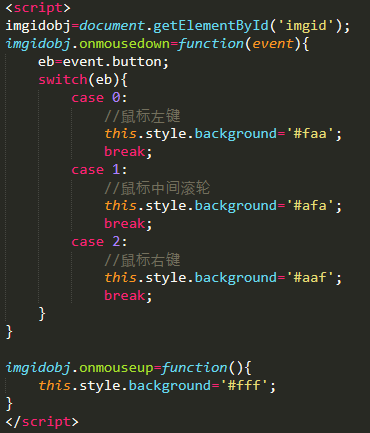 <script>
imgidobj=document.getElementById('imgid');
imgidobj.onmousedown=function(event){
    eb=event.button;
    switch(eb){
        case 0:
            //鼠标左键
            this.style.background='#faa';
            break;
        case 1:
            //鼠标中间滚轮
            this.style.background='#afa';
            break;
        case 2:
            //鼠标右键
            this.style.background='#aaf';
            break;
    }
}

imgidobj.onmouseup=function(){
    this.style.background='#fff';
}
</script>